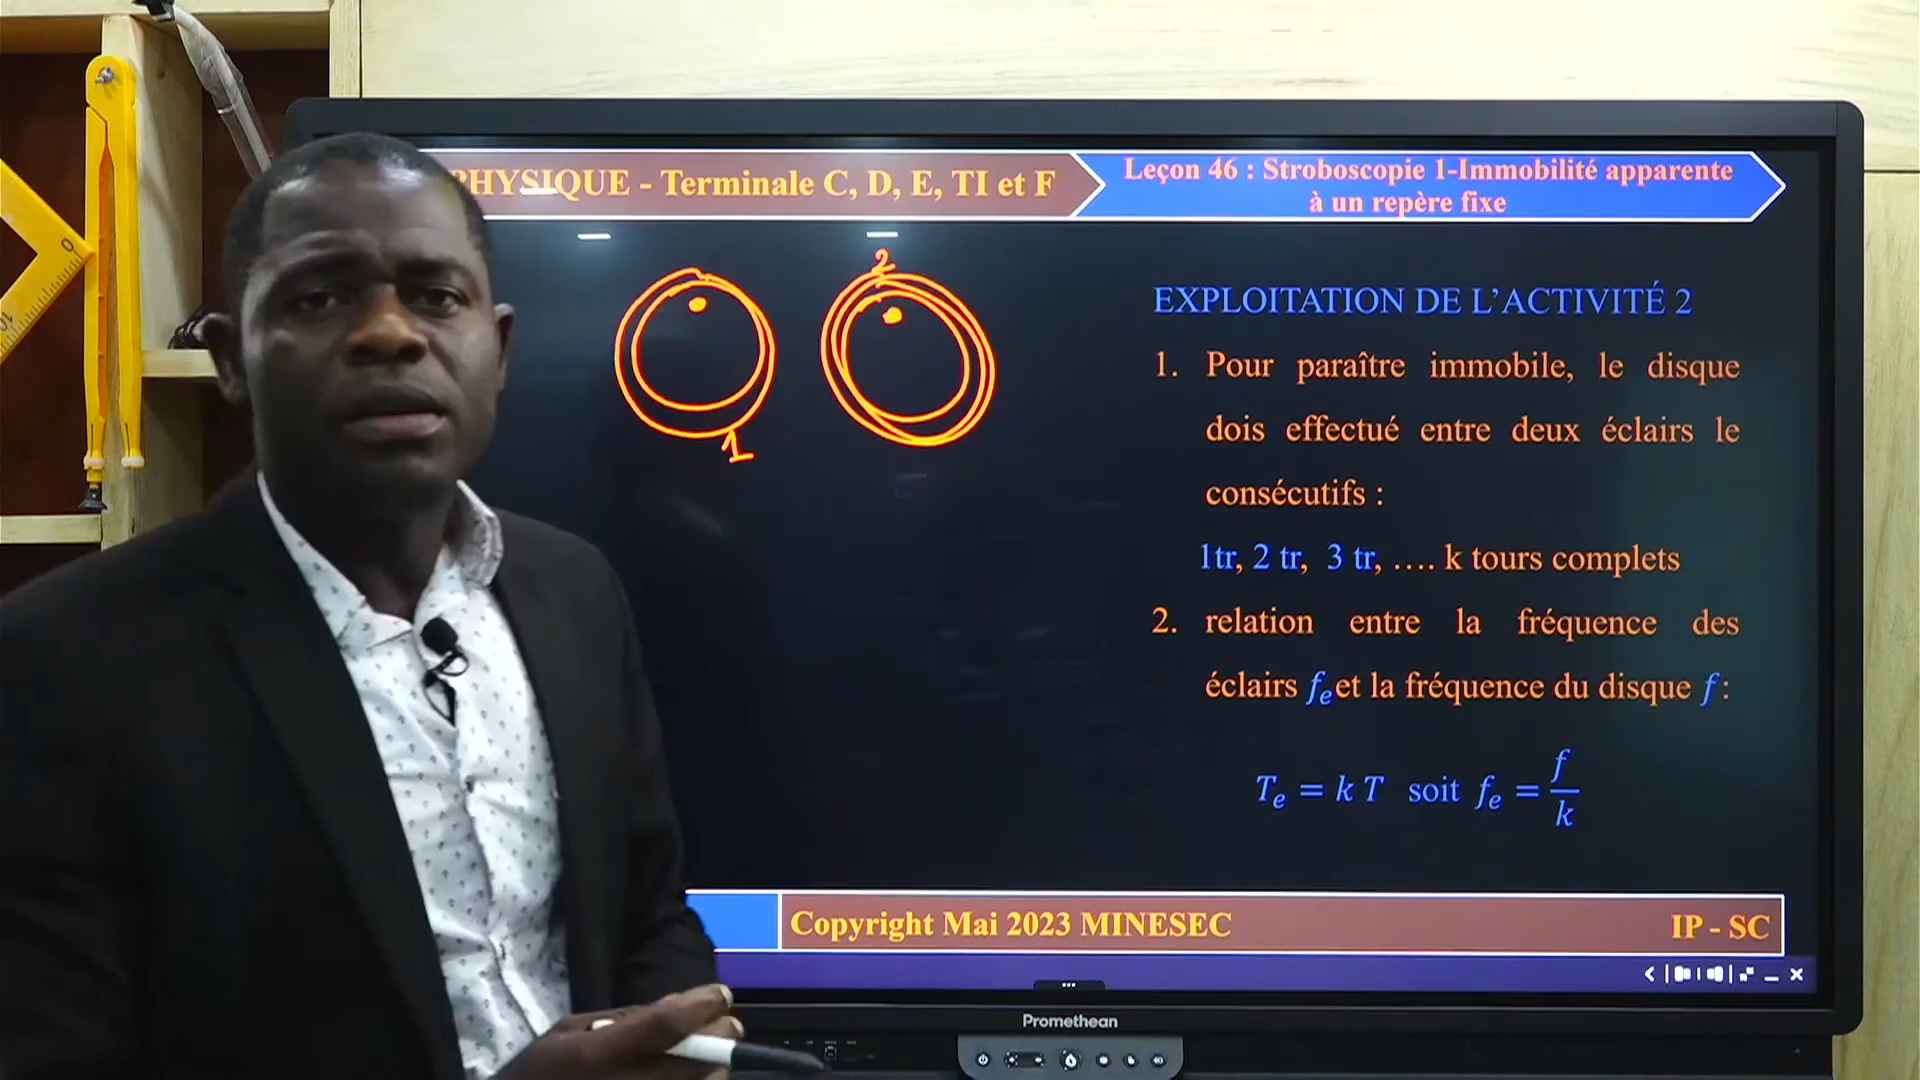 PHYSIQUE - Terminale C, D, E, TI et F
Leçon 46 : Stroboscopie 1-Immobilité apparente
à un repère fixe
2
1
EXPLOITATION DE L’ACTIVITÉ 2
1. Pour paraître immobile, le disque
dois effectué entre deux éclairs le
consécutifs :
1tr, 2 tr, 3 tr, .... k tours complets
2. relation entre la fréquence des
éclairs fₑ et la fréquence du disque f :
Tₑ = k T soit fₑ = f/k
Copyright Mai 2023 MINESEC
IP - SC
Promethean
0
10